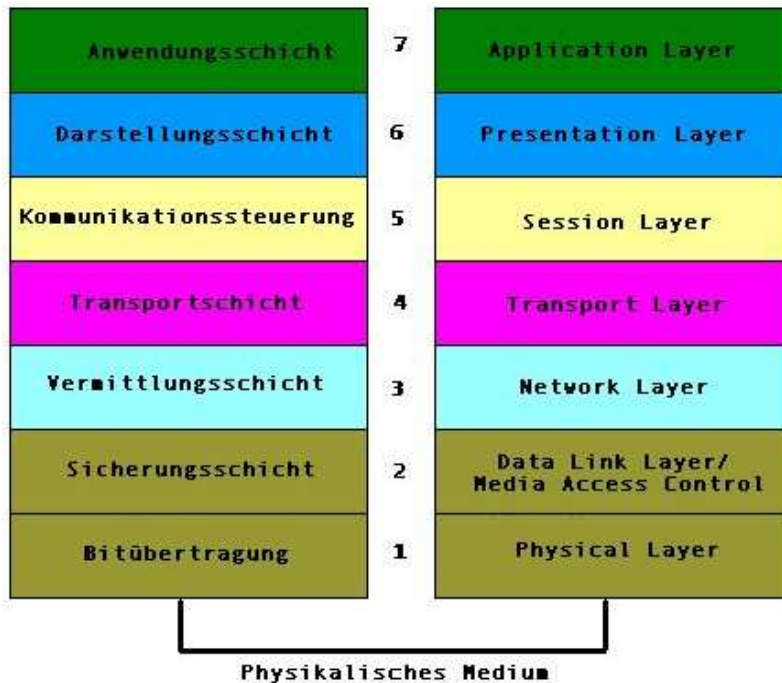 Anwendungsschicht 7 Application Layer
Darstellungsschicht 6 Presentation Layer
Kommunikationssteuerung 5 Session Layer
Transportschicht 4 Transport Layer
Vermittlungsschicht 3 Network Layer
Sicherungsschicht 2 Data Link Layer/
Media Access Control
Bitübertragung 1 Physical Layer
Physikalisches Medium